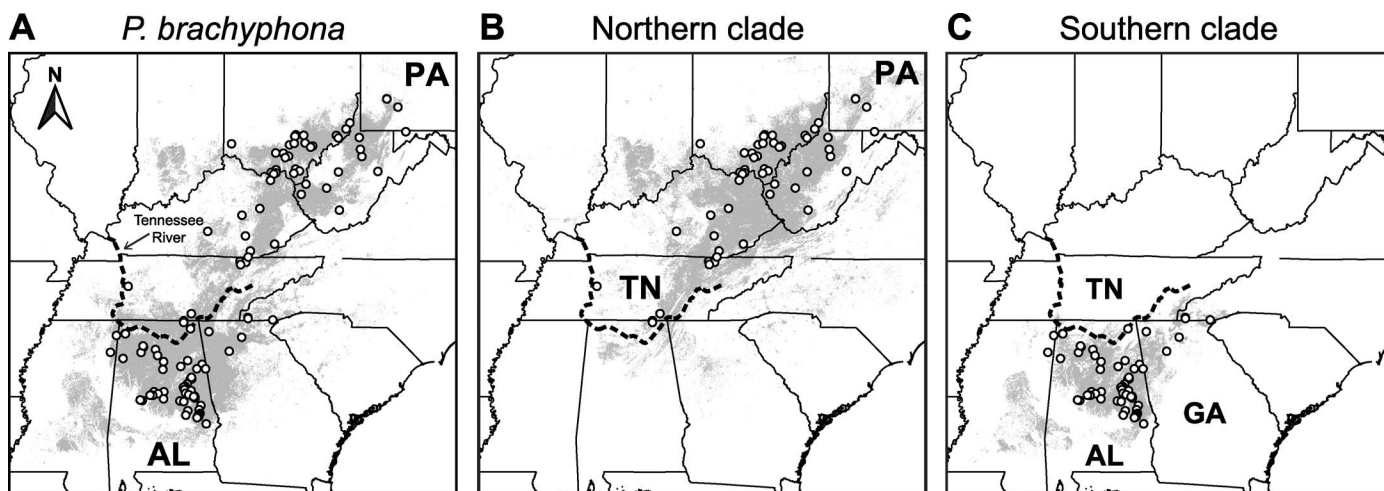 A P. brachyphona
N
PA
Tennessee
River
AL
B Northern clade
PA
TN
C Southern clade
TN
GA
AL